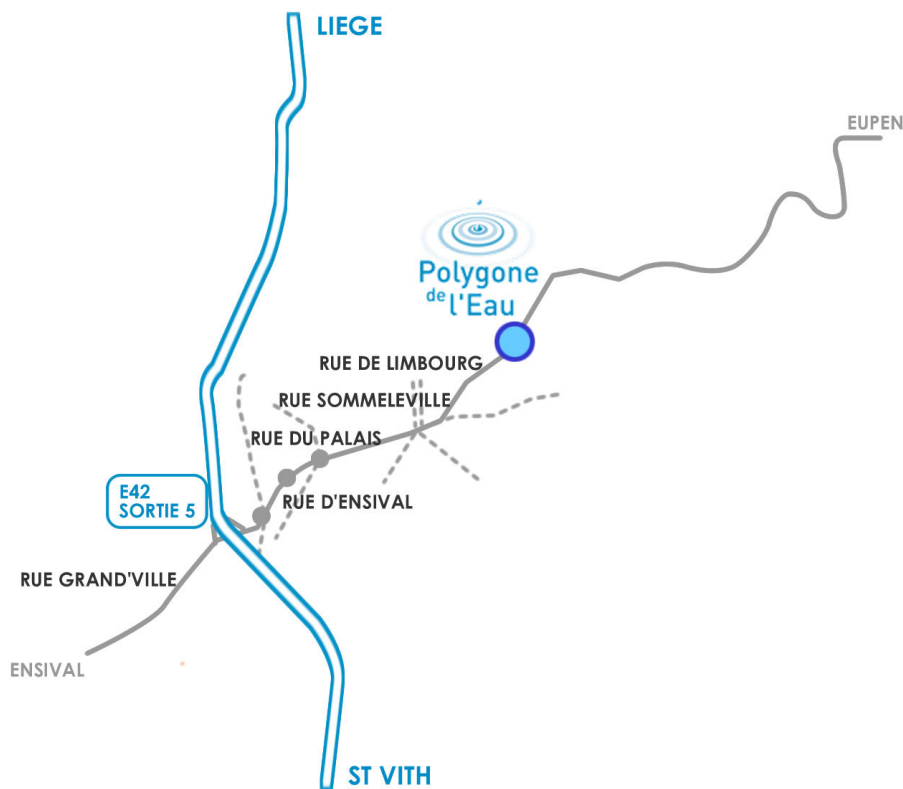 LIEGE
EUPEN
Polygone
de l'Eau
RUE DE LIMBOURG
RUE SOMMELEVILLE
RUE DU PALAIS
E42
SORTIE 5
RUE D'ENSIVAL
RUE GRAND'VILLE
ENSIVAL
ST VITH